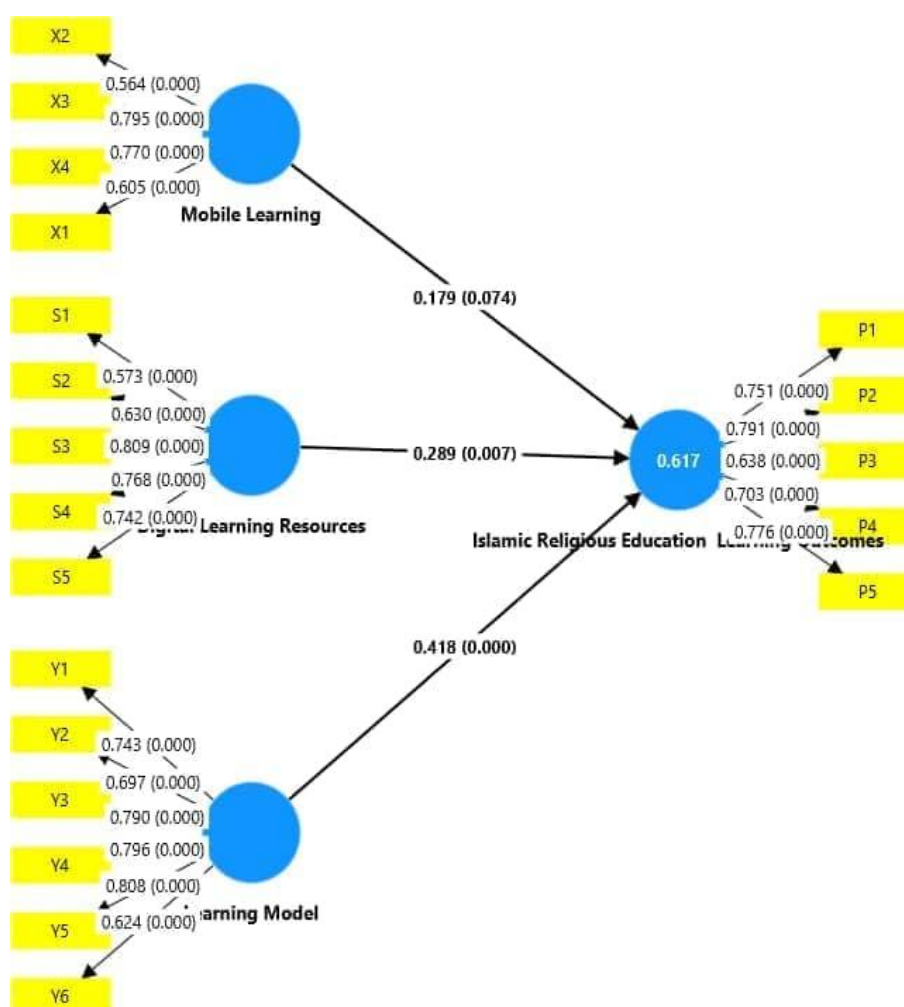 X2
0.564 (0.000)
X3
0.795 (0.000)
X4
0.770 (0.000)
0.605 (0.000)
X1
Mobile Learning
0.179 (0.074)
S1
0.573 (0.000)
S2
0.630 (0.000)
S3
0.809 (0.000)
0.768 (0.000)
S4
0.742 (0.000)
Learning Resources
S5
0.289 (0.007)
P1
0.751 (0.000)
P2
0.791 (0.000)
0.617
0.638 (0.000)
P3
0.703 (0.000)
P4
0.776 (0.000)
Islamic Religious Education
P5
0.418 (0.000)
Y1
0.743 (0.000)
Y2
0.697 (0.000)
Y3
0.790 (0.000)
0.796 (0.000)
Y4
0.808 (0.000)
0.624 (0.000)
Model
Y5
Y6